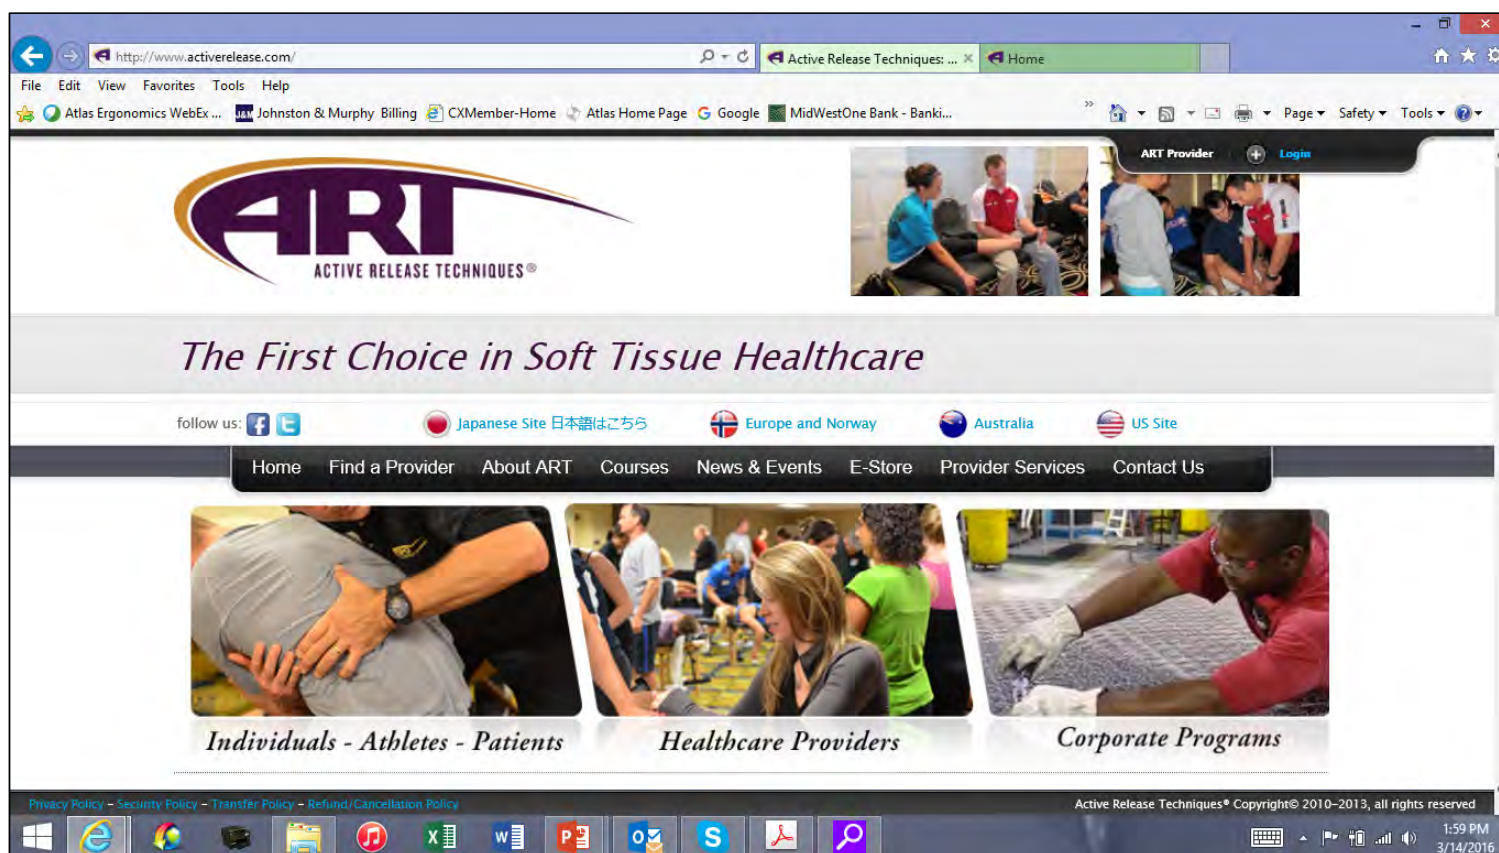 http://www.activerelease.com/
Active Release Techniques: ...
Home
File Edit View Favorites Tools Help
Atlas Ergonomics WebEx ... J&M Johnston & Murphy Billing CXMember-Home Atlas Home Page G Google MidWestOne Bank - Banki... Page Safety Tools
ART Provider Login
ART
ACTIVE RELEASE TECHNIQUES®
The First Choice in Soft Tissue Healthcare
follow us: Japanese Site 日本語はこちら Europe and Norway Australia US Site
Home Find a Provider About ART Courses News & Events E-Store Provider Services Contact Us
Individuals - Athletes - Patients
Healthcare Providers
Corporate Programs
Privacy Policy – Security Policy – Transfer Policy – Refund/Cancellation Policy
Active Release Techniques® Copyright© 2010–2013, all rights reserved
1:59 PM
3/14/2016